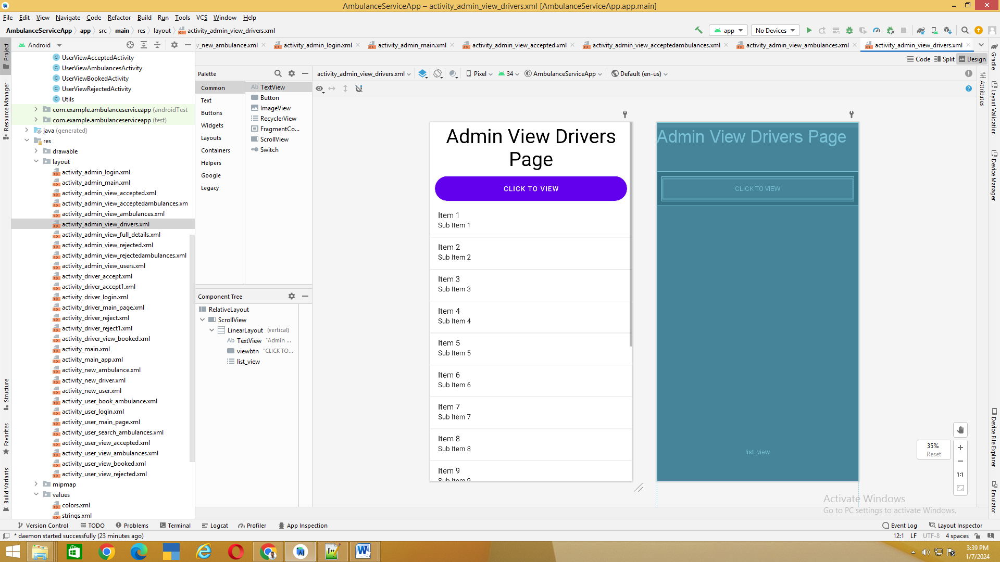 AmbulanceServiceApp – activity_admin_view_drivers.xml [AmbulanceServiceApp.app.main]
File Edit View Navigate Code Refactor Build Run Tools VCS Window Help
AmbulanceServiceApp app src main res layout activity_admin_view_drivers.xml
app No Devices
Android
y_new_ambulance.xml activity_admin_login.xml activity_admin_main.xml activity_admin_view_accepted.xml activity_admin_view_acceptedambulances.xml activity_admin_view_ambulances.xml activity_admin_view_drivers.xml
Code Split Design
Project
Resource Manager
Structure
Favorites
Build Variants
UserViewAcceptedActivity
UserViewAmbulancesActivity
UserViewBookedActivity
UserViewRejectedActivity
Utils
com.example.ambulanceserviceapp (androidTest
com.example.ambulanceserviceapp (test)
java (generated)
res
drawable
layout
activity_admin_login.xml
activity_admin_main.xml
activity_admin_view_accepted.xml
activity_admin_view_acceptedambulances.xm
activity_admin_view_ambulances.xml
activity_admin_view_drivers.xml
activity_admin_view_full_details.xml
activity_admin_view_rejected.xml
activity_admin_view_rejectedambulances.xml
activity_admin_view_users.xml
activity_driver_accept.xml
activity_driver_accept1.xml
activity_driver_login.xml
activity_driver_main_page.xml
activity_driver_reject.xml
activity_driver_reject1.xml
activity_driver_view_booked.xml
activity_main.xml
activity_main_app.xml
activity_new_ambulance.xml
activity_new_driver.xml
activity_new_user.xml
activity_user_book_ambulance.xml
activity_user_login.xml
activity_user_main_page.xml
activity_user_search_ambulances.xml
activity_user_view_accepted.xml
activity_user_view_ambulances.xml
activity_user_view_booked.xml
activity_user_view_rejected.xml
mipmap
values
colors.xml
strings.xml
Palette
Common
Text
Buttons
Widgets
Layouts
Containers
Helpers
Google
Legacy
Ab TextView
Button
ImageView
RecyclerView
FragmentCo...
ScrollView
Switch
Component Tree
RelativeLayout
ScrollView
LinearLayout (vertical)
Ab TextView "Admin ...
viewbtn "CLICK TO...
list_view
activity_admin_view_drivers.xml Pixel 34 AmbulanceServiceApp Default (en-us)
Admin View Drivers
Page
CLICK TO VIEW
Item 1
Sub Item 1
Item 2
Sub Item 2
Item 3
Sub Item 3
Item 4
Sub Item 4
Item 5
Sub Item 5
Item 6
Sub Item 6
Item 7
Sub Item 7
Item 8
Sub Item 8
Item 9
Sub Item 9
Admin View Drivers Page
CLICK TO VIEW
list_view
35%
Reset
1:1
Attributes
Gradle
Layout Validation
Device Manager
Device File Explorer
Emulator
Activate Windows
Go to PC settings to activate Windows.
Version Control TODO Problems Terminal Logcat Profiler App Inspection Event Log Layout Inspector
* daemon started successfully (23 minutes ago) 12:1 LF UTF-8 4 spaces
3:39 PM
1/7/2024